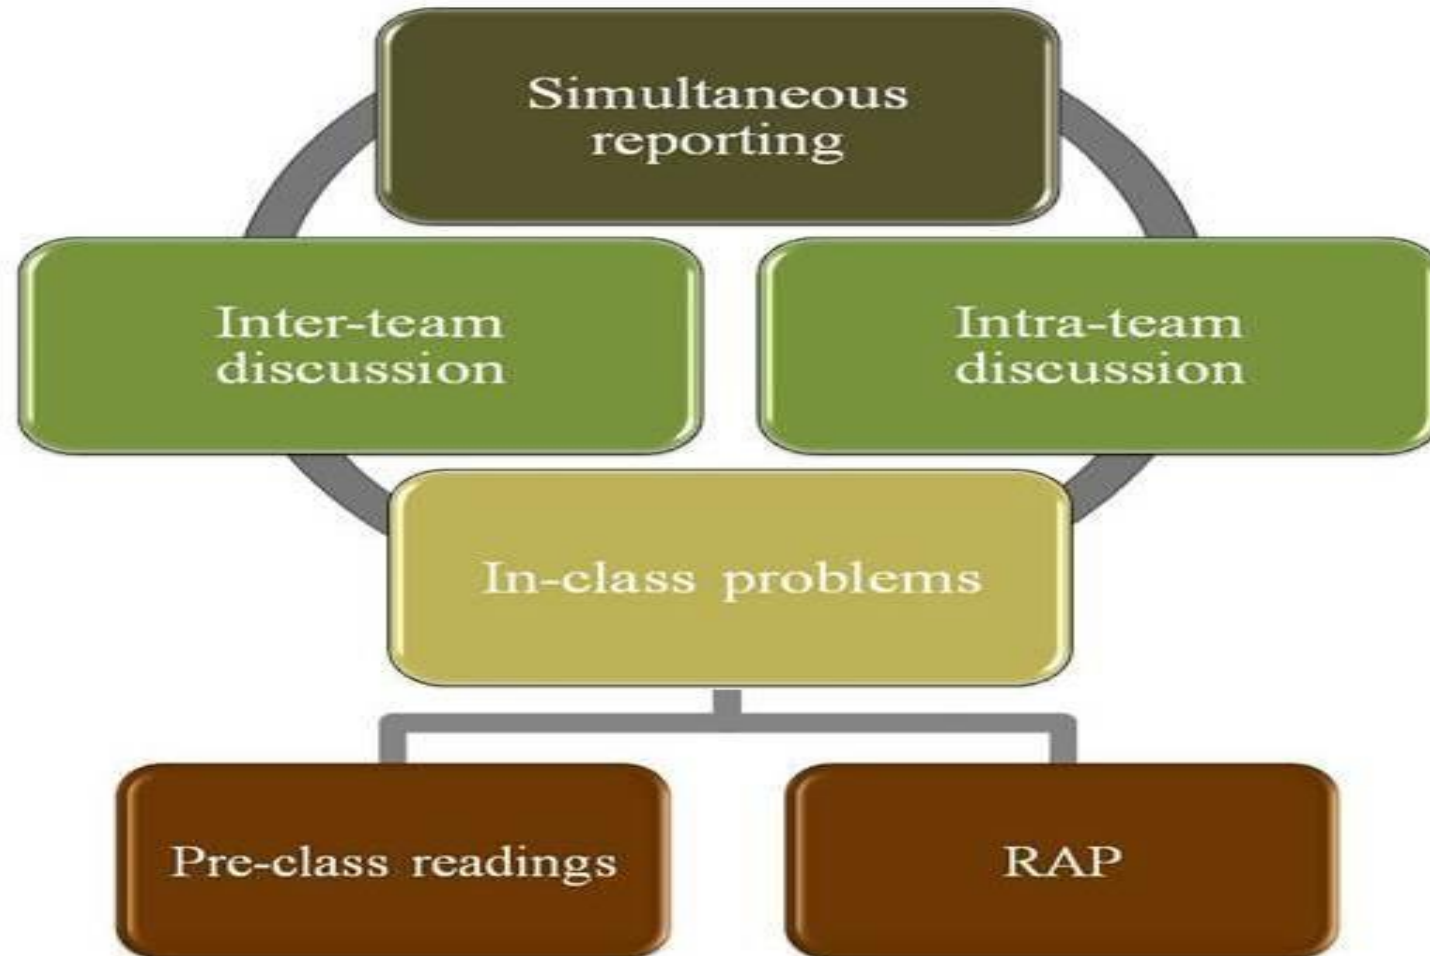 Simultaneous
reporting
Inter-team
discussion
Intra-team
discussion
In-class problems
Pre-class readings
RAP